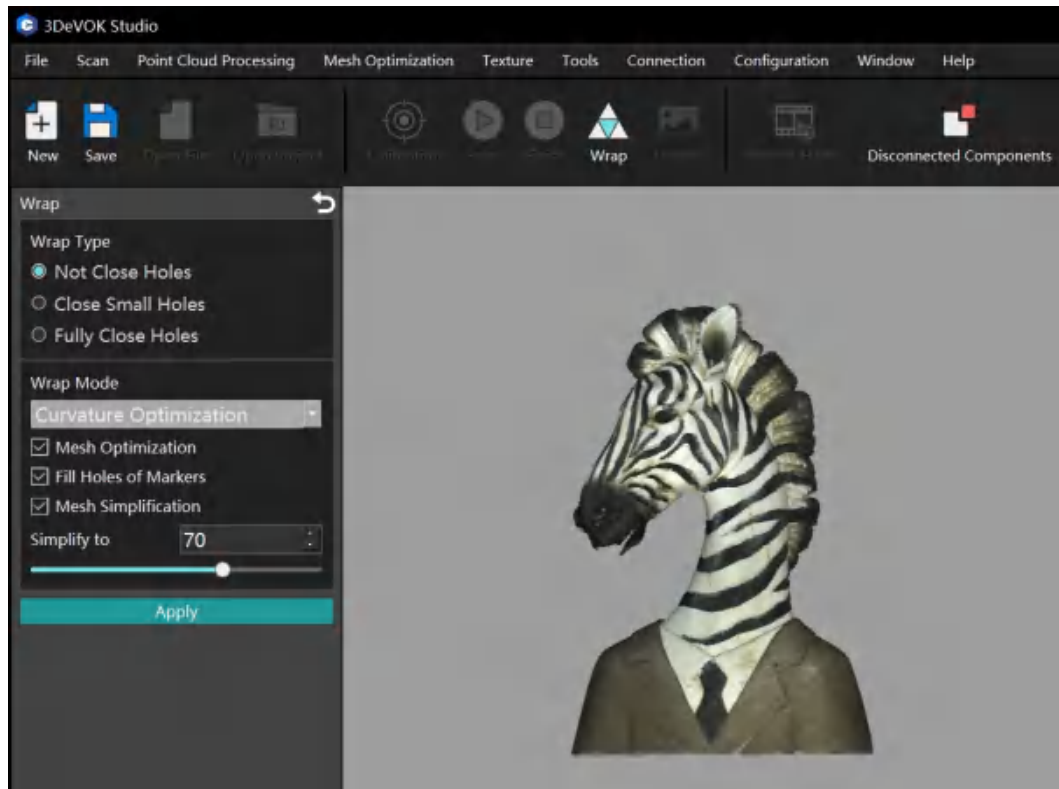 3DeVOK Studio
File Scan Point Cloud Processing Mesh Optimization Texture Tools Connection Configuration Window Help
New Save Wrap Disconnected Components
Wrap
Wrap Type
Not Close Holes
Close Small Holes
Fully Close Holes
Wrap Mode
Curvature Optimization
Mesh Optimization
Fill Holes of Markers
Mesh Simplification
Simplify to 70
Apply